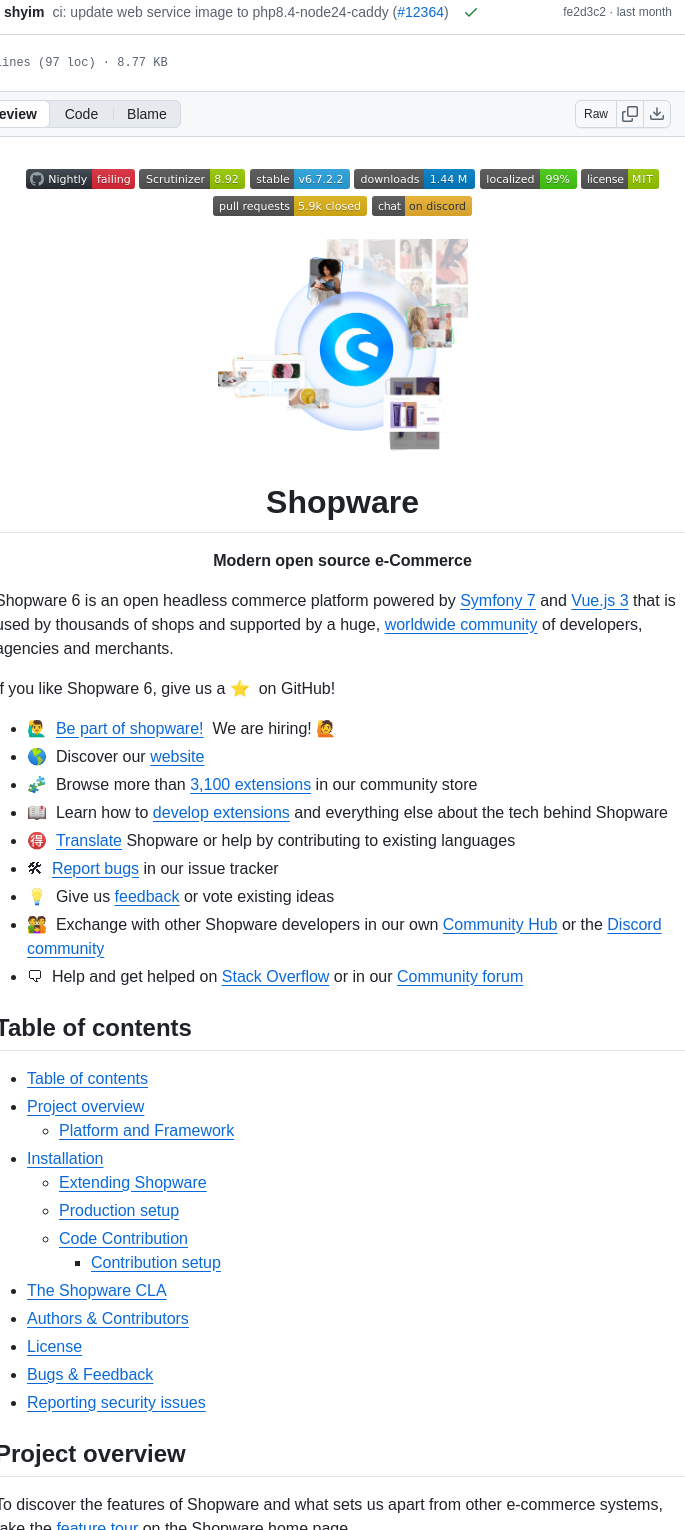 shyim ci: update web service image to php8.4-node24-caddy (#12364) fe2d3c2 · last month
lines (97 loc) · 8.77 KB
Code Blame Raw
Nightly failing Scrutinizer 8.92 stable v6.7.2.2 downloads 1.44 M localized 99% license MIT
pull requests 5.9k closed chat on discord
Shopware
Modern open source e-Commerce
Shopware 6 is an open headless commerce platform powered by Symfony 7 and Vue.js 3 that is
used by thousands of shops and supported by a huge, worldwide community of developers,
agencies and merchants.
If you like Shopware 6, give us a ⭐ on GitHub!
🙋‍♂️ Be part of shopware! We are hiring! 🙋
🌎 Discover our website
🧩 Browse more than 3,100 extensions in our community store
📖 Learn how to develop extensions and everything else about the tech behind Shopware
🉐 Translate Shopware or help by contributing to existing languages
🛠 Report bugs in our issue tracker
💡 Give us feedback or vote existing ideas
👭 Exchange with other Shopware developers in our own Community Hub or the Discord
community
🗨 Help and get helped on Stack Overflow or in our Community forum
Table of contents
Table of contents
Project overview
Platform and Framework
Installation
Extending Shopware
Production setup
Code Contribution
Contribution setup
The Shopware CLA
Authors & Contributors
License
Bugs & Feedback
Reporting security issues
Project overview
To discover the features of Shopware and what sets us apart from other e-commerce systems,
take the feature tour on the Shopware home page